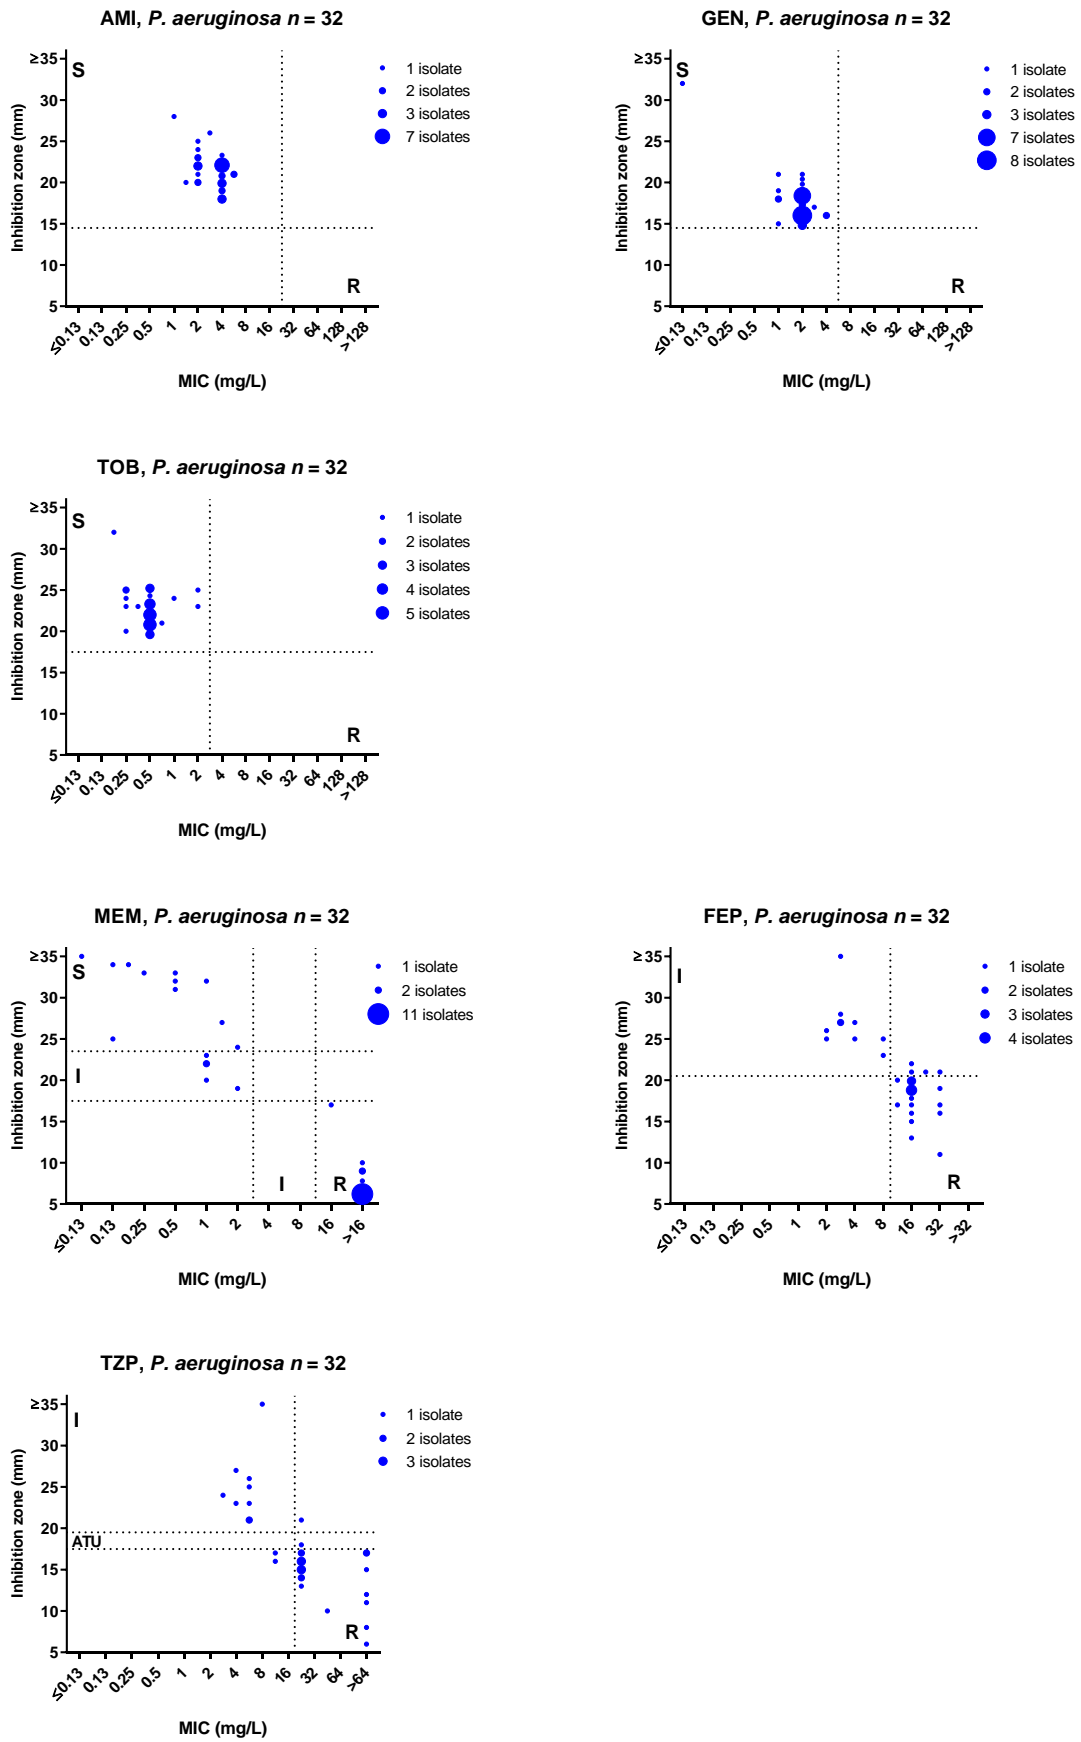 AMI, P. aeruginosa n = 32
≥35
30
25
20
15
10
5
Inhibition zone (mm)
S
R
1 isolate
2 isolates
3 isolates
7 isolates
≤0.13 0.13 0.25 0.5 1 2 4 8 16 32 64 128 >128
MIC (mg/L)
GEN, P. aeruginosa n = 32
≥35
30
25
20
15
10
5
Inhibition zone (mm)
S
R
1 isolate
2 isolates
3 isolates
7 isolates
8 isolates
≤0.13 0.13 0.25 0.5 1 2 4 8 16 32 64 128 >128
MIC (mg/L)
TOB, P. aeruginosa n = 32
≥35
30
25
20
15
10
5
Inhibition zone (mm)
S
R
1 isolate
2 isolates
3 isolates
4 isolates
5 isolates
≤0.13 0.13 0.25 0.5 1 2 4 8 16 32 64 128 >128
MIC (mg/L)
MEM, P. aeruginosa n = 32
≥35
30
25
20
15
10
5
Inhibition zone (mm)
S
I
I
R
1 isolate
2 isolates
11 isolates
≤0.13 0.13 0.25 0.5 1 2 4 8 16 >16
MIC (mg/L)
FEP, P. aeruginosa n = 32
≥35
30
25
20
15
10
5
Inhibition zone (mm)
I
R
1 isolate
2 isolates
3 isolates
4 isolates
≤0.13 0.13 0.25 0.5 1 2 4 8 16 32 >32
MIC (mg/L)
TZP, P. aeruginosa n = 32
≥35
30
25
20
15
10
5
Inhibition zone (mm)
I
ATU
R
1 isolate
2 isolates
3 isolates
≤0.13 0.13 0.25 0.5 1 2 4 8 16 32 64 >64
MIC (mg/L)